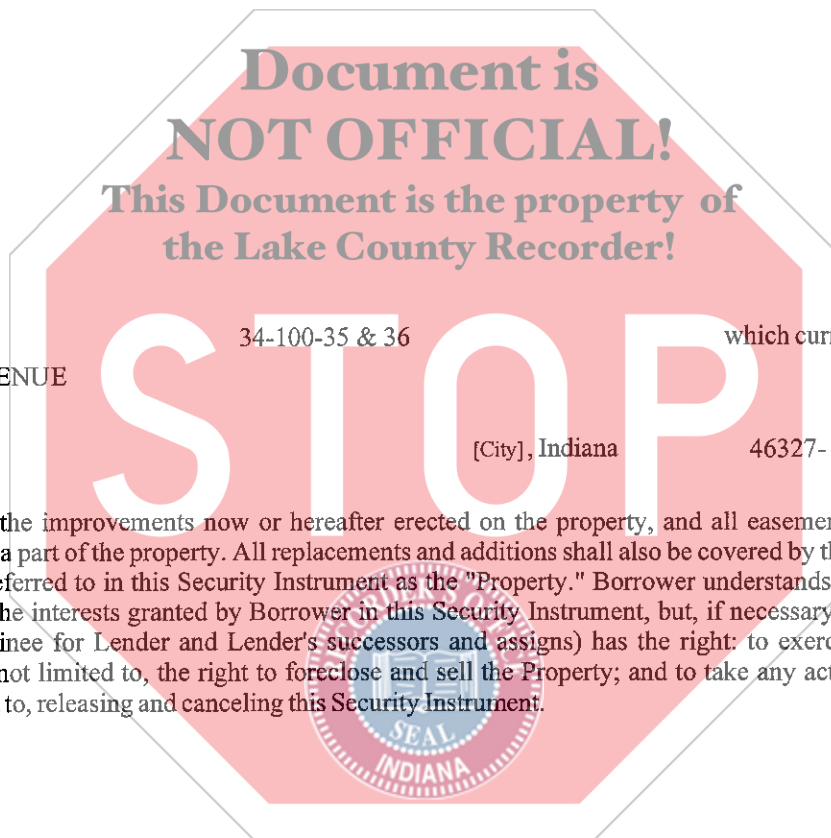 Document is
NOT OFFICIAL!
This Document is the property of
the Lake County Recorder!
STOP
34-100-35 & 36 which curr
ENUE
[City], Indiana 46327-
the improvements now or hereafter erected on the property, and all easemen
a part of the property. All replacements and additions shall also be covered by th
eferred to in this Security Instrument as the "Property." Borrower understands
he interests granted by Borrower in this Security Instrument, but, if necessary
inee for Lender and Lender's successors and assigns) has the right: to exerc
not limited to, the right to foreclose and sell the Property; and to take any act
to, releasing and canceling this Security Instrument.
RECORDER'S OFFICE
SEAL
INDIANA